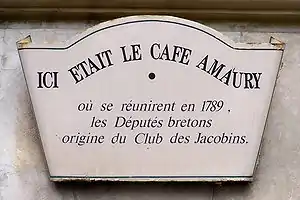 ICI ETAIT LE CAFE AMAURY
où se réunirent en 1789,
les Députés bretons
origine du Club des Jacobins.